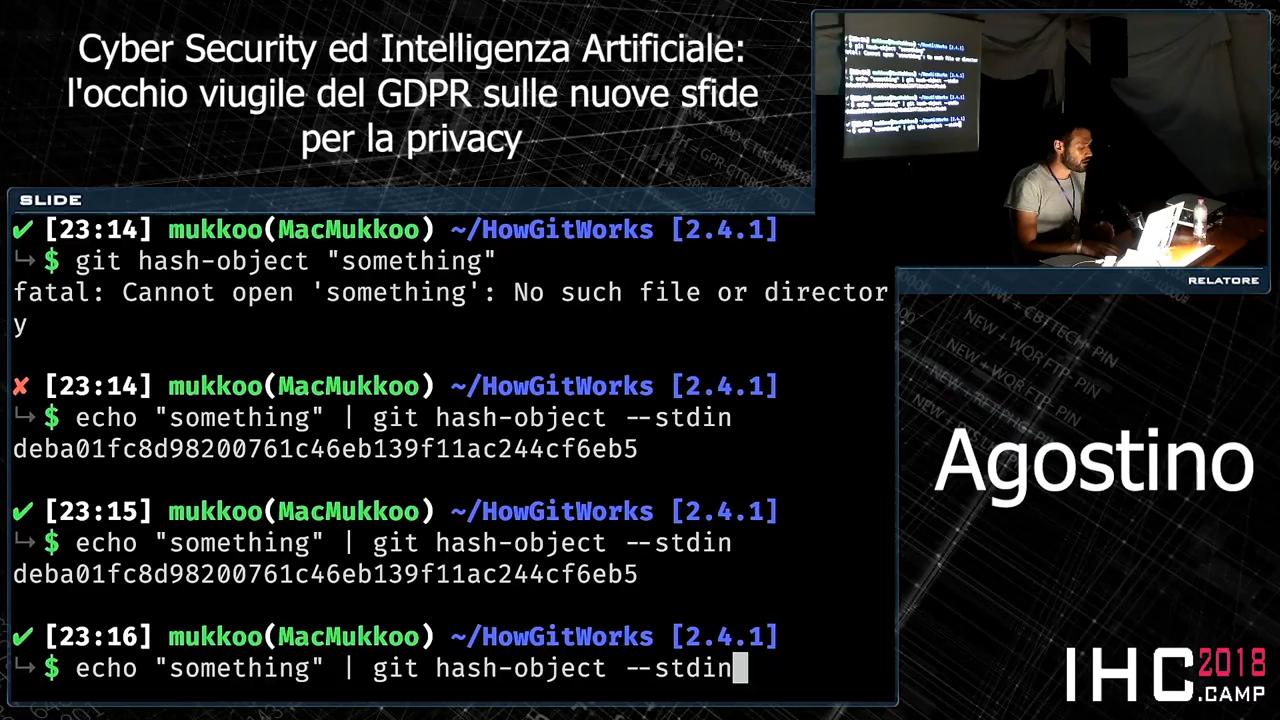 Cyber Security ed Intelligenza Artificiale:
l'occhio viugile del GDPR sulle nuove sfide
per la privacy
SLIDE
✔ [23:14] mukkoo(MacMukkoo) ~/HowGitWorks [2.4.1]
↪ $ git hash-object "something"
fatal: Cannot open 'something': No such file or director
y
✘ [23:14] mukkoo(MacMukkoo) ~/HowGitWorks [2.4.1]
↪ $ echo "something" | git hash-object --stdin
deba01fc8d98200761c46eb139f11ac244cf6eb5
✔ [23:15] mukkoo(MacMukkoo) ~/HowGitWorks [2.4.1]
↪ $ echo "something" | git hash-object --stdin
deba01fc8d98200761c46eb139f11ac244cf6eb5
✔ [23:16] mukkoo(MacMukkoo) ~/HowGitWorks [2.4.1]
↪ $ echo "something" | git hash-object --stdin
RELATORE
Agostino
IHC 2018
.CAMP